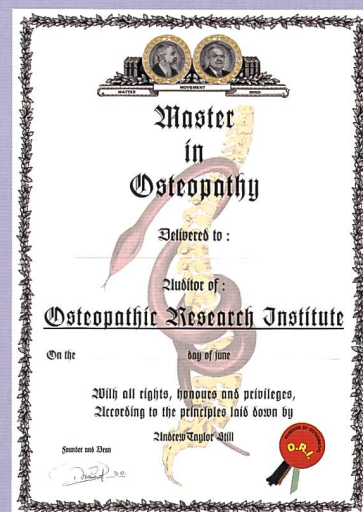 MOVEMENT
MATTER
MIND
Master
in
Osteopathy
Delivered to :
Auditor of :
Osteopathic Research Institute
On the day of june
With all rights, honours and privileges,
According to the principles laid down by
Andrew Taylor Still
Founter and Dean
D.O.
O.R.I.